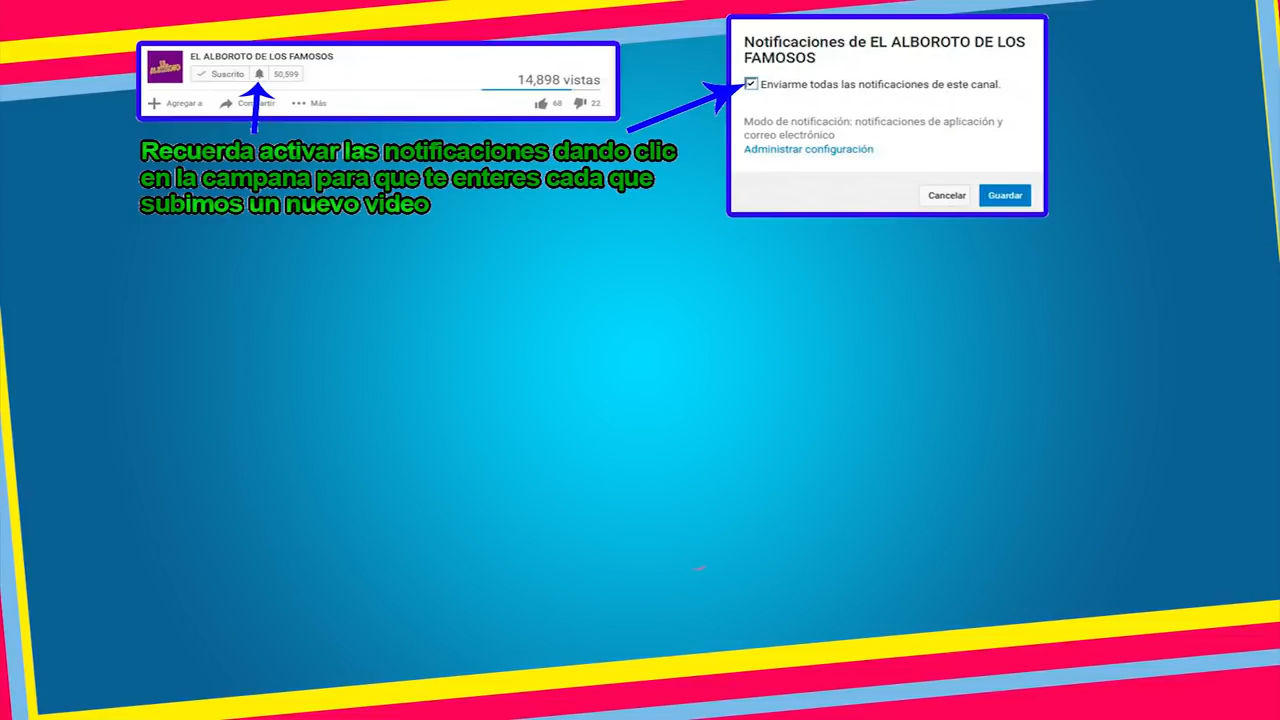 EL ALBOROTO DE LOS FAMOSOS
EL ALBOROTO
Suscrito 50,599
14,898 vistas
Agregar a Compartir Más 68 22
Recuerda activar las notificaciones dando clic
en la campana para que te enteres cada que
subimos un nuevo video
Notificaciones de EL ALBOROTO DE LOS
FAMOSOS
Enviarme todas las notificaciones de este canal.
Modo de notificación: notificaciones de aplicación y
correo electrónico
Administrar configuración
Cancelar Guardar